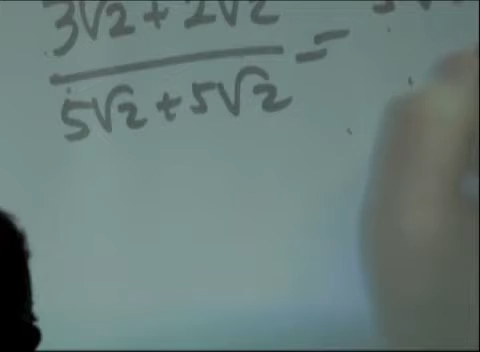 3√2 + 2√2 =
5√2 + 5√2